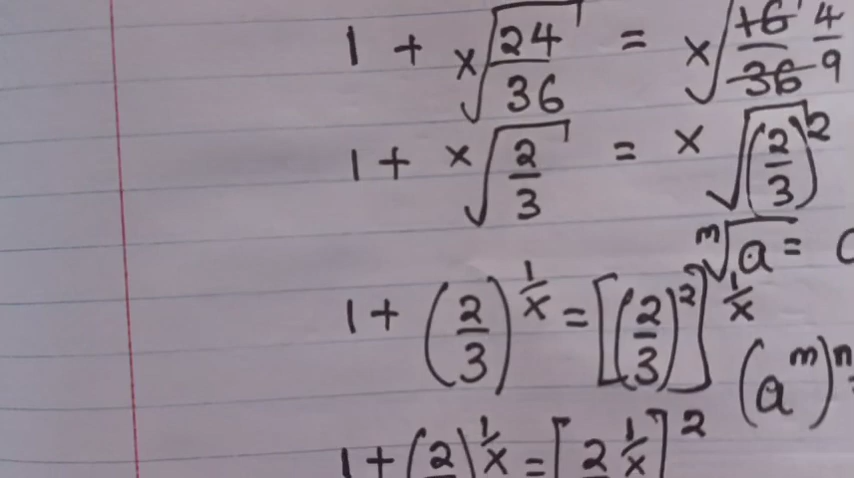 1 + ˣ√(24/36) = ˣ√(16/36) 4/9
1 + ˣ√(2/3) = ˣ√(2/3)²
ᵐ√a =
1 + (2/3)^(1/x) = [(2/3)²]^(1/x)
(a^m)^n =
1 + (2)^(1/x) = [2^(1/x)]²